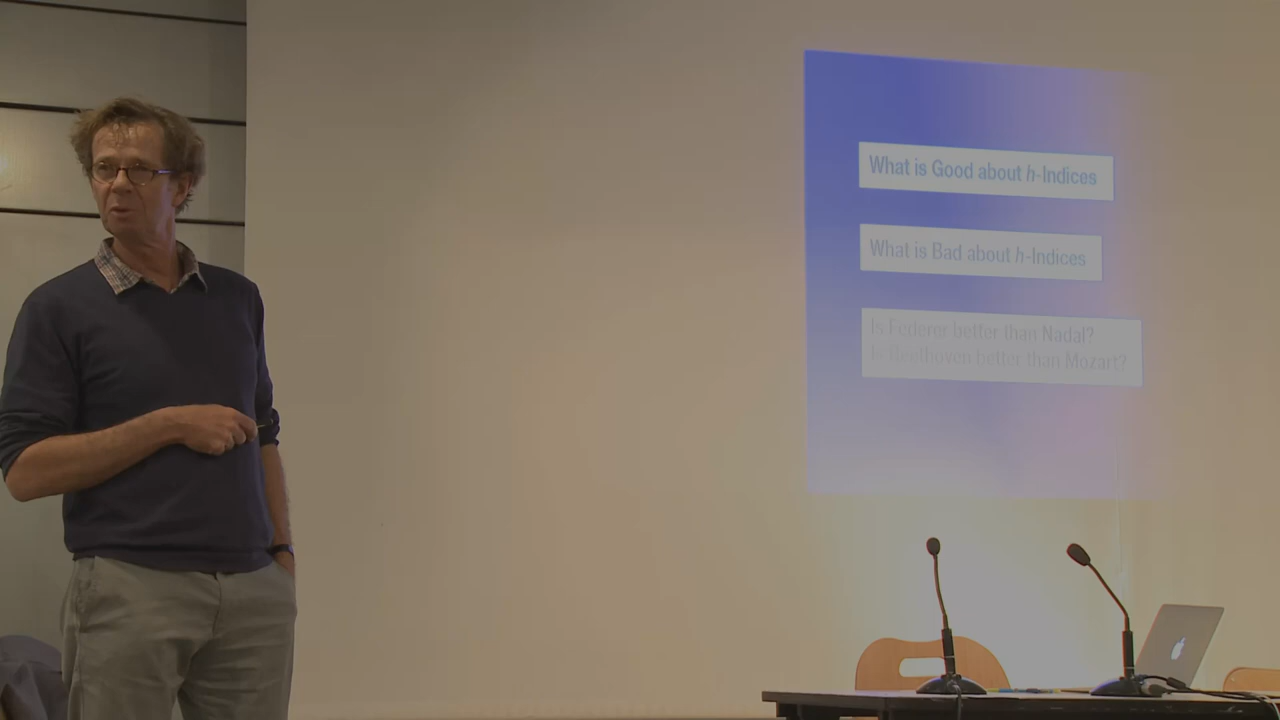 What is Good about h-Indices
What is Bad about h-Indices
Is Federer better than Nadal?
Is Beethoven better than Mozart?